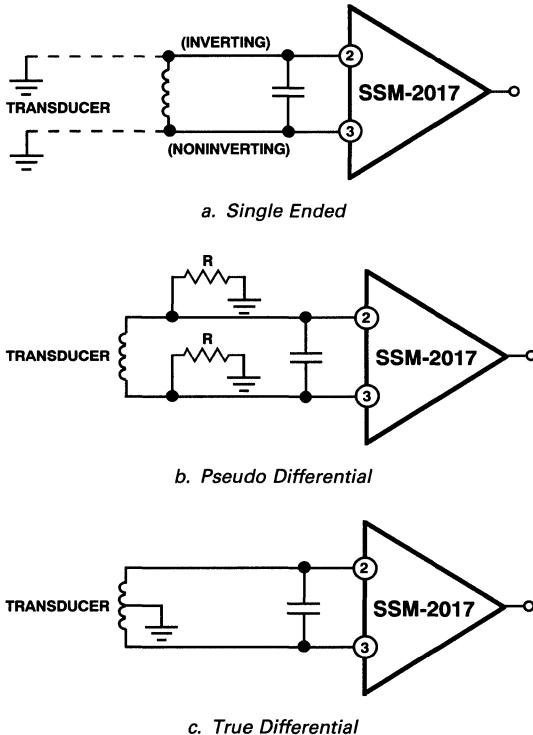 (INVERTING)
2
SSM-2017
TRANSDUCER
3
(NONINVERTING)
a. Single Ended
R
2
R
TRANSDUCER
SSM-2017
3
b. Pseudo Differential
2
TRANSDUCER
SSM-2017
3
c. True Differential